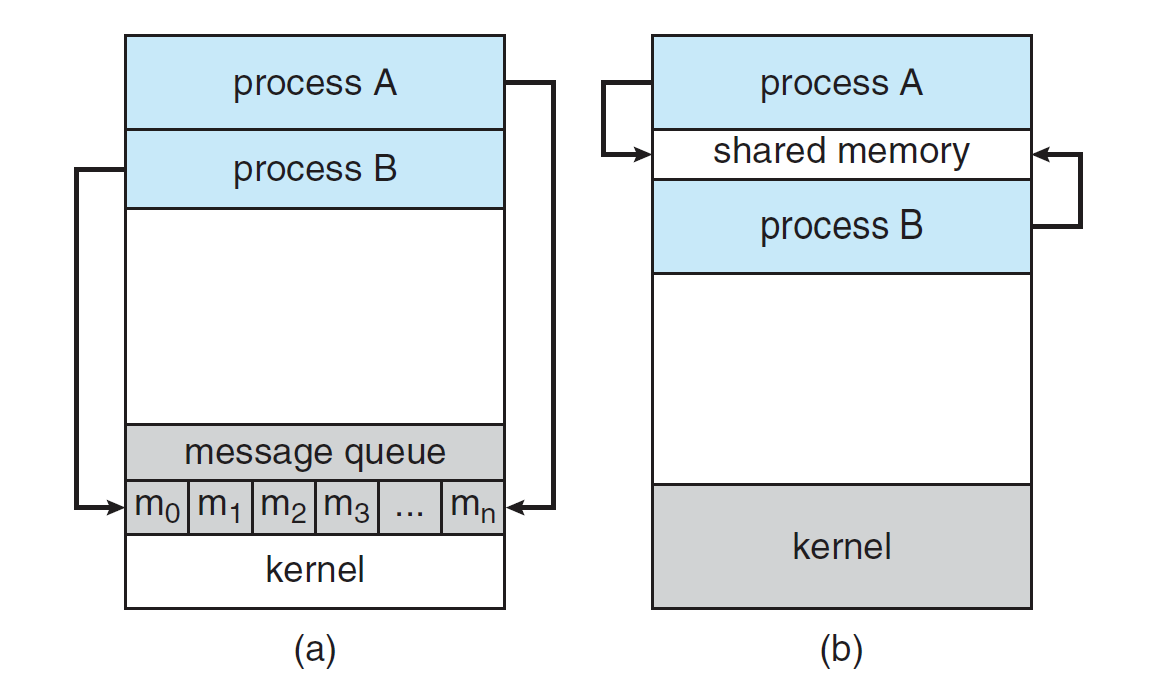 process A
process B
message queue
m0 m1 m2 m3 ... mn
kernel
(a)
process A
shared memory
process B
kernel
(b)